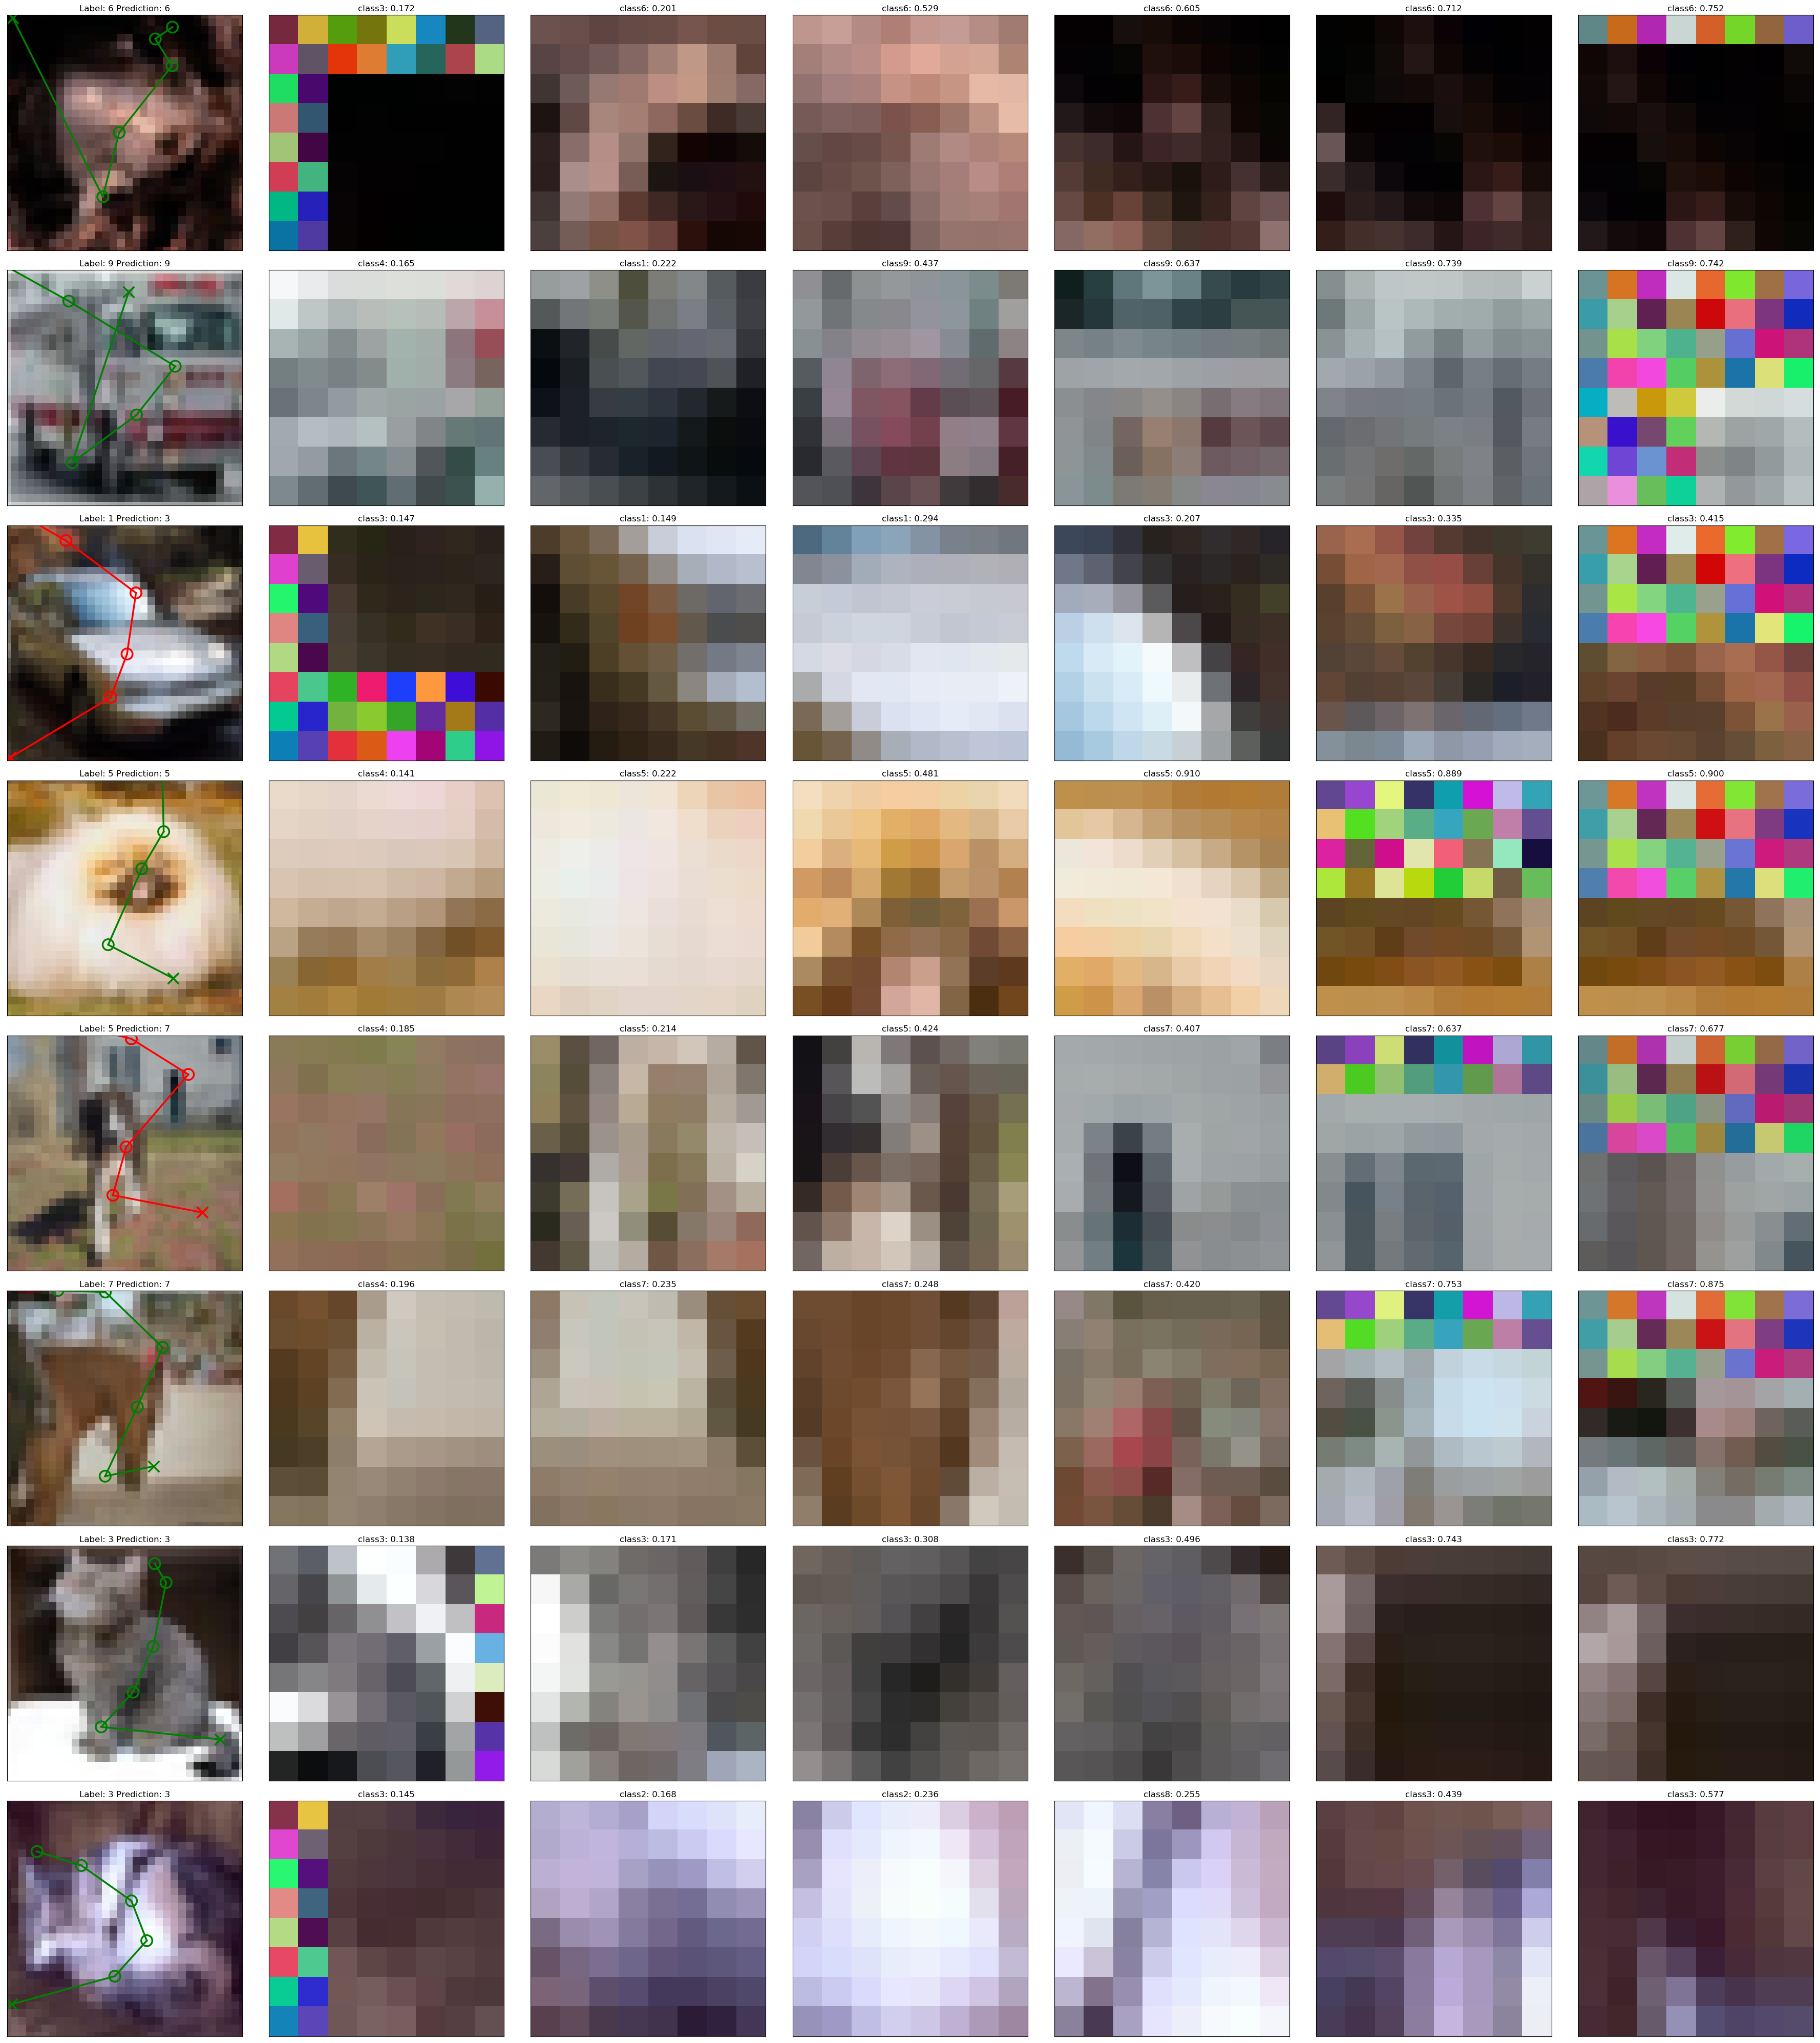 Label: 6 Prediction: 6 class3: 0.172 class6: 0.201 class6: 0.529 class6: 0.605 class6: 0.712 class6: 0.752
Label: 9 Prediction: 9 class4: 0.165 class1: 0.222 class9: 0.437 class9: 0.637 class9: 0.739 class9: 0.742
Label: 1 Prediction: 3 class3: 0.147 class1: 0.149 class1: 0.294 class3: 0.207 class3: 0.335 class3: 0.415
Label: 5 Prediction: 5 class4: 0.141 class5: 0.222 class5: 0.481 class5: 0.910 class5: 0.889 class5: 0.900
Label: 5 Prediction: 7 class4: 0.185 class5: 0.214 class5: 0.424 class7: 0.407 class7: 0.637 class7: 0.677
Label: 7 Prediction: 7 class4: 0.196 class7: 0.235 class7: 0.248 class7: 0.420 class7: 0.753 class7: 0.875
Label: 3 Prediction: 3 class3: 0.138 class3: 0.171 class3: 0.308 class3: 0.496 class3: 0.743 class3: 0.772
Label: 3 Prediction: 3 class3: 0.145 class2: 0.168 class2: 0.236 class8: 0.255 class3: 0.439 class3: 0.577